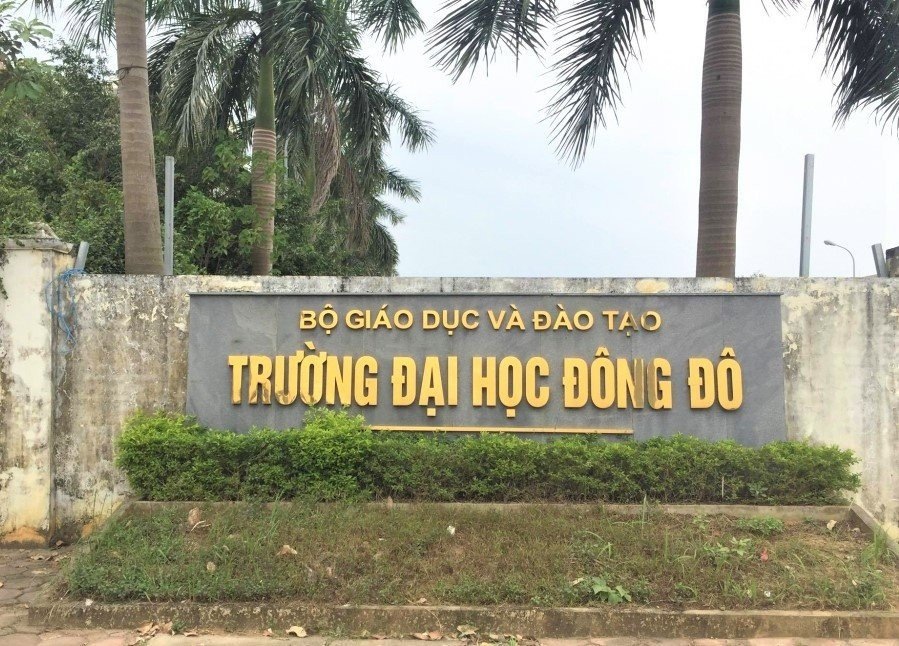 BỘ GIÁO DỤC VÀ ĐÀO TẠO
TRƯỜNG ĐẠI HỌC ĐÔNG ĐÔ